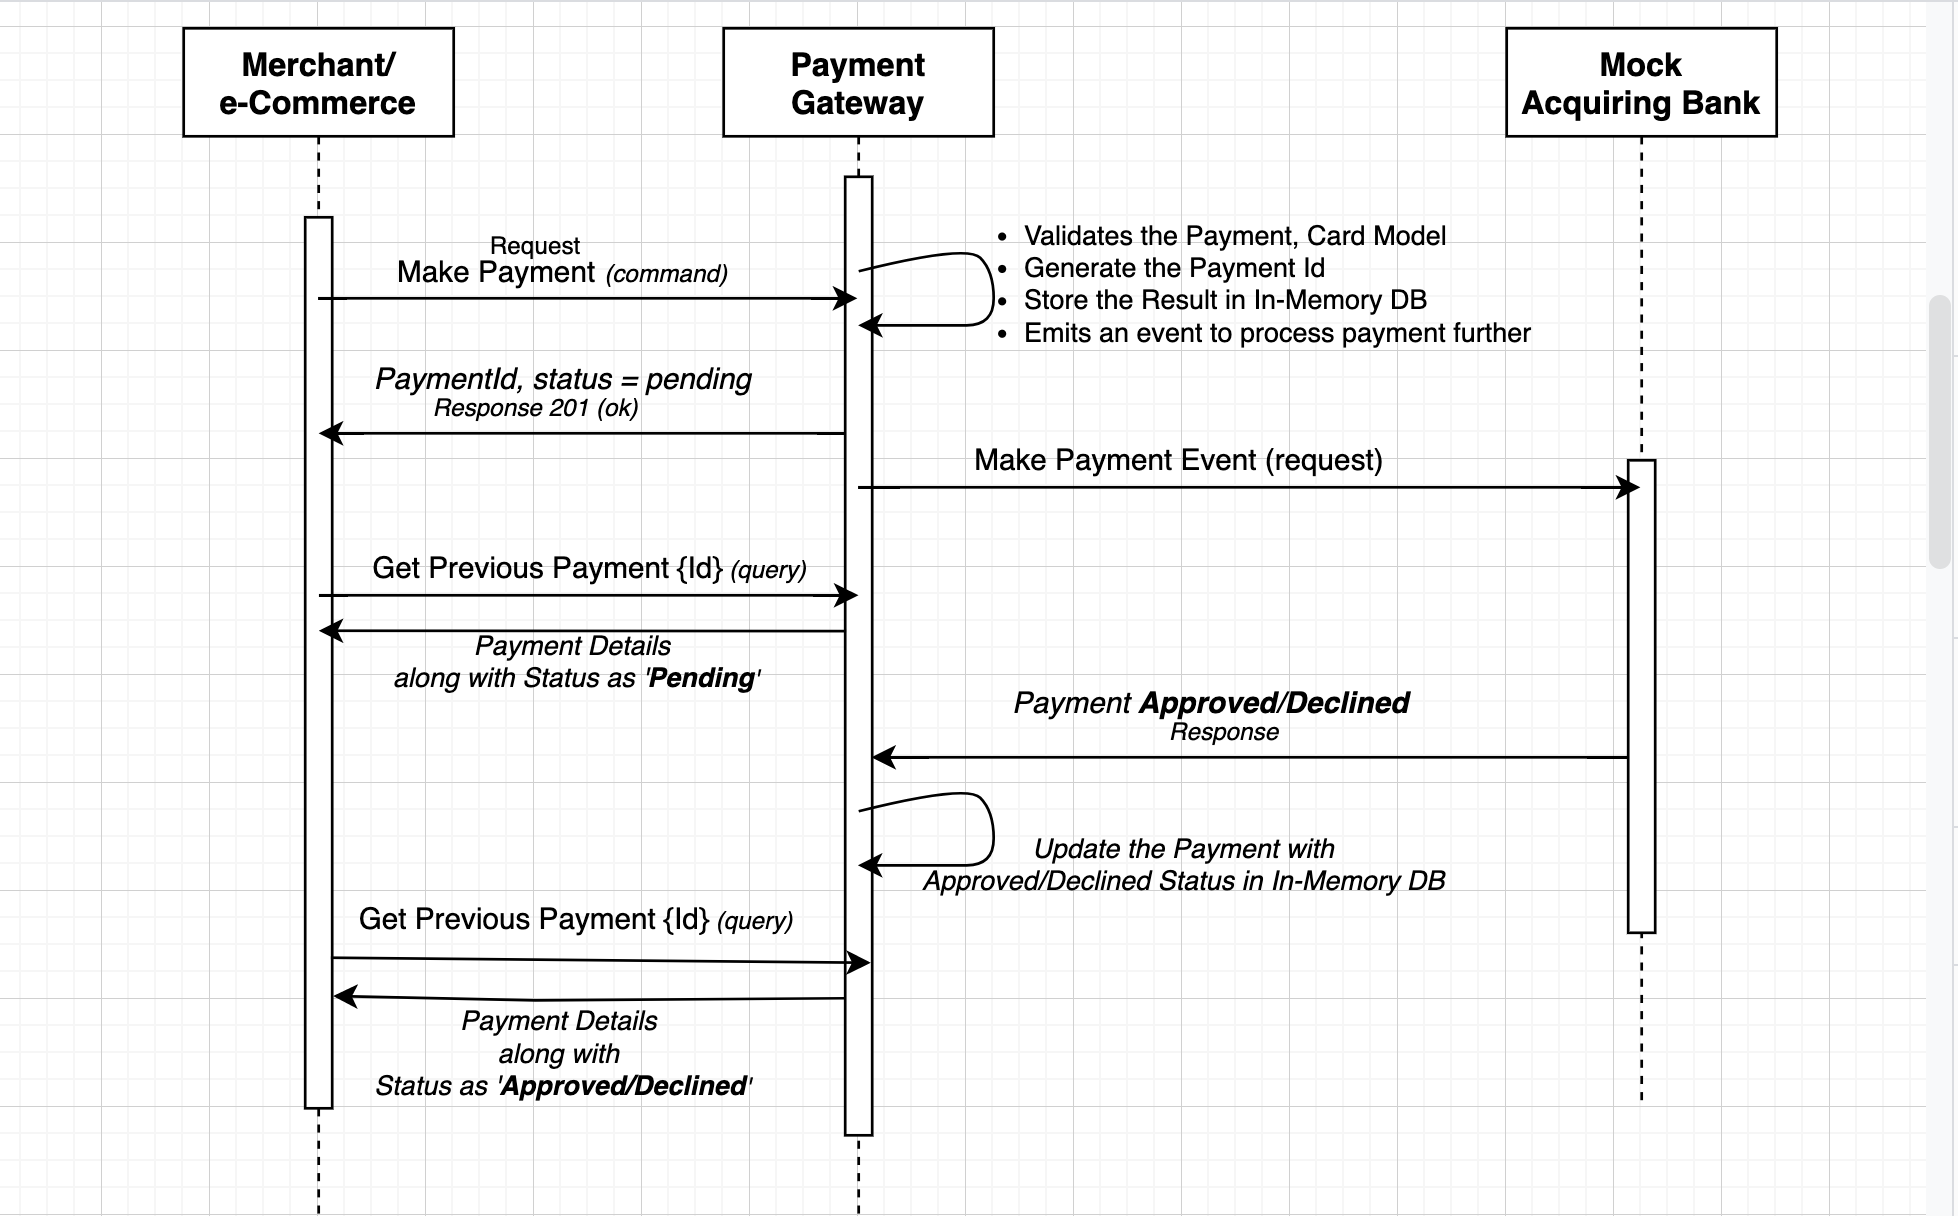 Merchant/
e-Commerce
Payment
Gateway
Mock
Acquiring Bank
Request
Make Payment (command)
• Validates the Payment, Card Model
• Generate the Payment Id
• Store the Result in In-Memory DB
• Emits an event to process payment further
PaymentId, status = pending
Response 201 (ok)
Make Payment Event (request)
Get Previous Payment {Id} (query)
Payment Details
along with Status as 'Pending'
Payment Approved/Declined
Response
Update the Payment with
Approved/Declined Status in In-Memory DB
Get Previous Payment {Id} (query)
Payment Details
along with
Status as 'Approved/Declined'